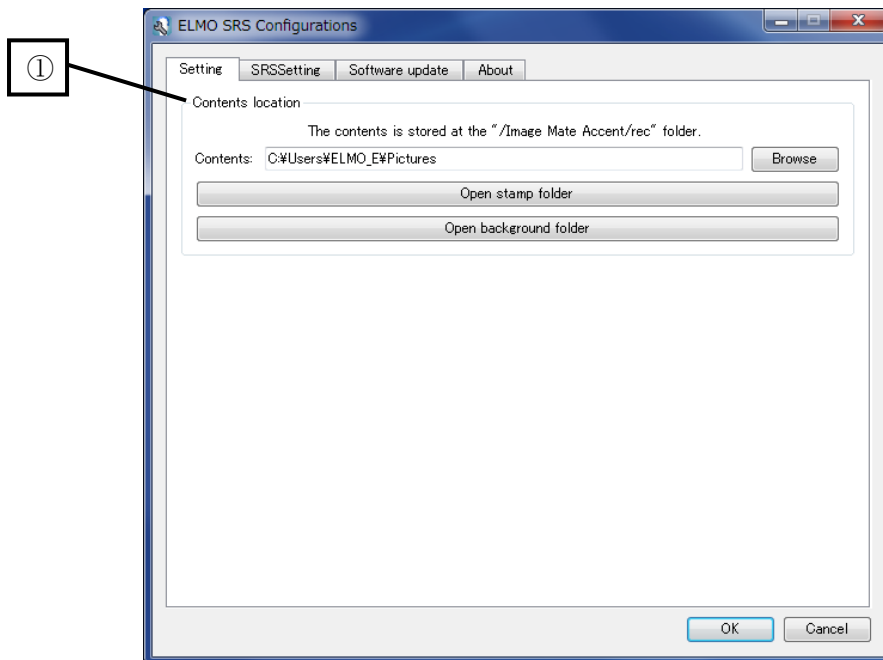 ELMO SRS Configurations
①
Setting SRSSetting Software update About
Contents location
The contents is stored at the "/Image Mate Accent/rec" folder.
Contents: C:¥Users¥ELMO_E¥Pictures Browse
Open stamp folder
Open background folder
OK Cancel